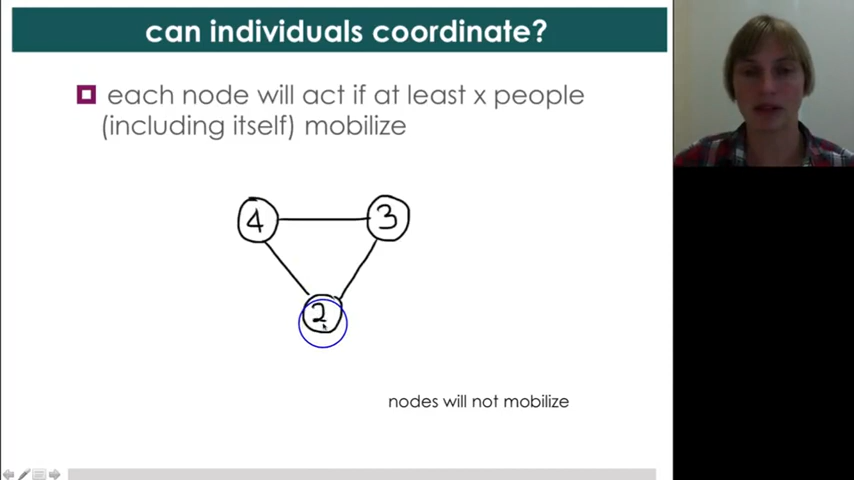 can individuals coordinate?
each node will act if at least x people
(including itself) mobilize
4 3
2
nodes will not mobilize